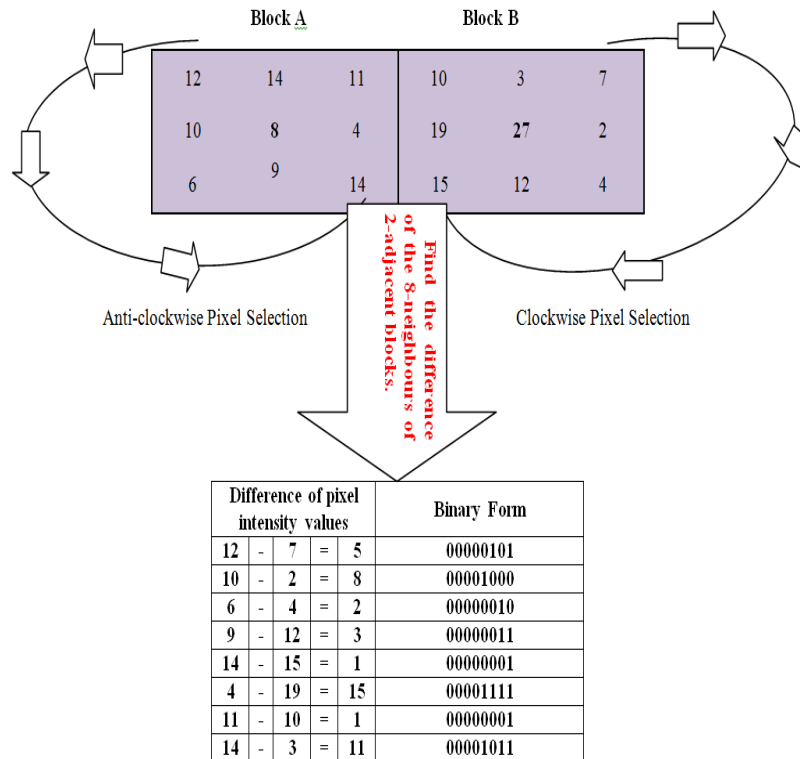 Block A Block B
12 14 11 10 3 7
10 8 4 19 27 2
6 9 14 15 12 4
Find the difference
of the 8-neighbours of
2-adjacent blocks.
Anti-clockwise Pixel Selection Clockwise Pixel Selection
Difference of pixel
intensity values
Binary Form
12 - 7 = 5 00000101
10 - 2 = 8 00001000
6 - 4 = 2 00000010
9 - 12 = 3 00000011
14 - 15 = 1 00000001
4 - 19 = 15 00001111
11 - 10 = 1 00000001
14 - 3 = 11 00001011